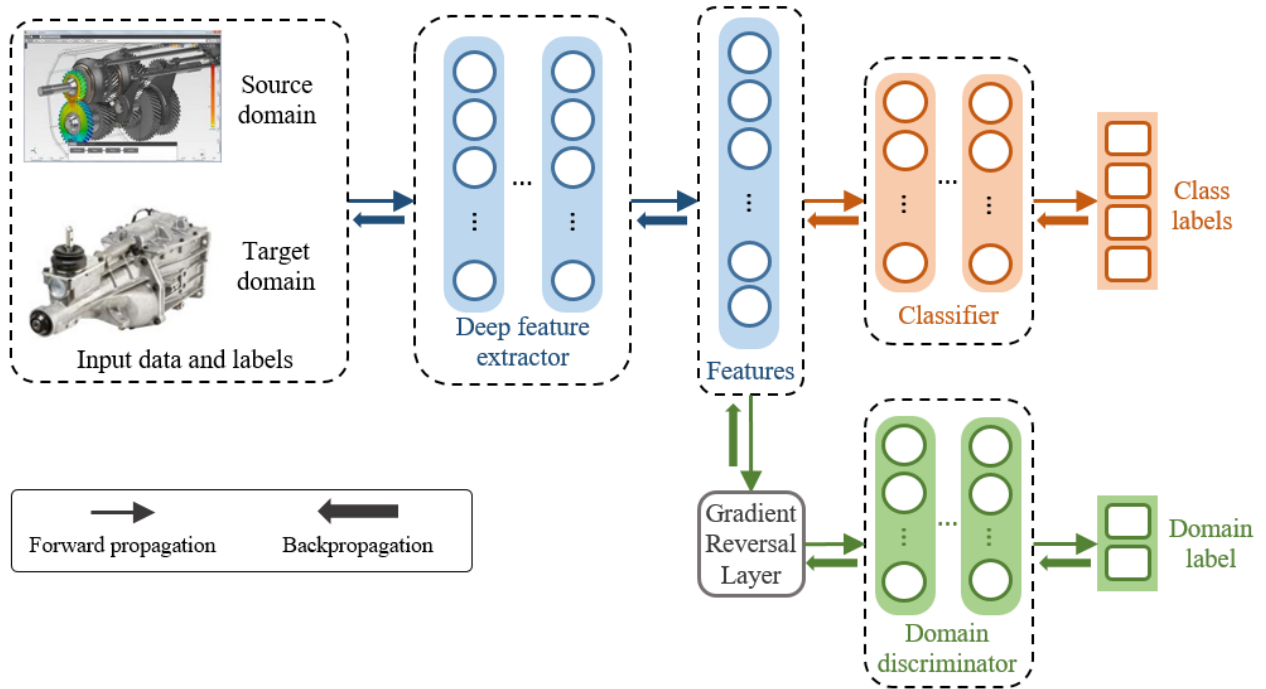 Source
domain
Target
domain
Input data and labels
...
Deep feature
extractor
Features
...
Classifier
Class
labels
Gradient
Reversal
Layer
...
Domain
discriminator
Domain
label
Forward propagation
Backpropagation